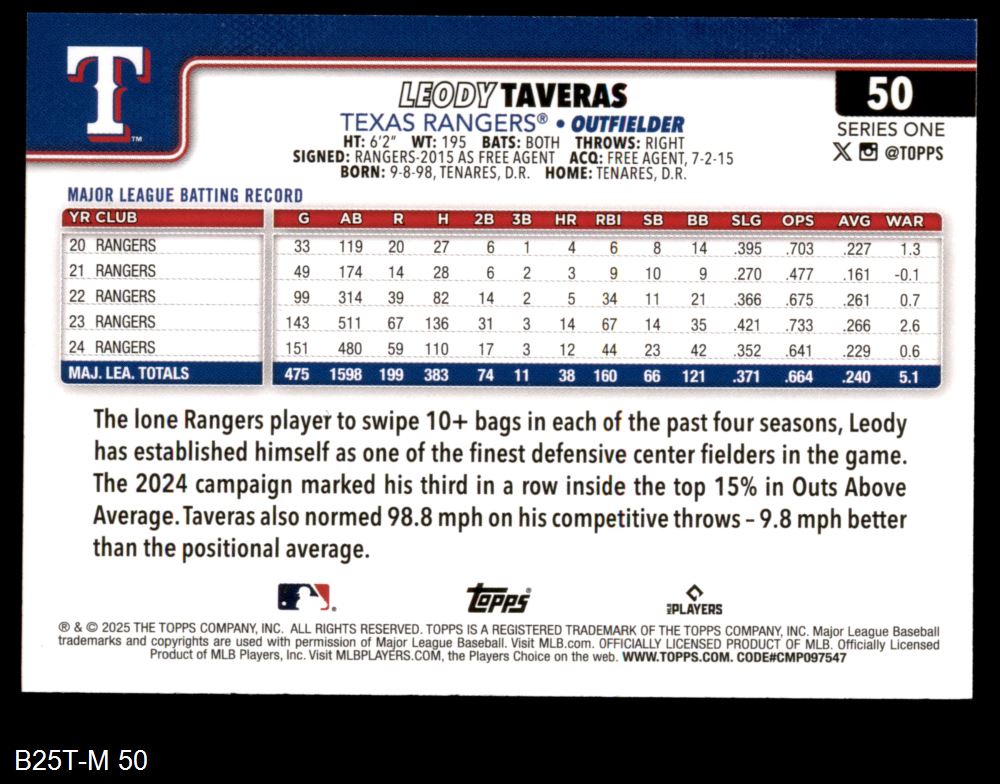 T
™
50
SERIES ONE
@TOPPS
LEODY TAVERAS
TEXAS RANGERS® • OUTFIELDER
HT: 6'2" WT: 195 BATS: BOTH THROWS: RIGHT
SIGNED: RANGERS-2015 AS FREE AGENT ACQ: FREE AGENT, 7-2-15
BORN: 9-8-98, TENARES, D.R. HOME: TENARES, D.R.
MAJOR LEAGUE BATTING RECORD
YR CLUB G AB R H 2B 3B HR RBI SB BB SLG OPS AVG WAR
20 RANGERS 33 119 20 27 6 1 4 6 8 14 .395 .703 .227 1.3
21 RANGERS 49 174 14 28 6 2 3 9 10 9 .270 .477 .161 -0.1
22 RANGERS 99 314 39 82 14 2 5 34 11 21 .366 .675 .261 0.7
23 RANGERS 143 511 67 136 31 3 14 67 14 35 .421 .733 .266 2.6
24 RANGERS 151 480 59 110 17 3 12 44 23 42 .352 .641 .229 0.6
MAJ. LEA. TOTALS 475 1598 199 383 74 11 38 160 66 121 .371 .664 .240 5.1
The lone Rangers player to swipe 10+ bags in each of the past four seasons, Leody
has established himself as one of the finest defensive center fielders in the game.
The 2024 campaign marked his third in a row inside the top 15% in Outs Above
Average. Taveras also normed 98.8 mph on his competitive throws – 9.8 mph better
than the positional average.
Topps® MLB PLAYERS
® & © 2025 THE TOPPS COMPANY, INC. ALL RIGHTS RESERVED. TOPPS IS A REGISTERED TRADEMARK OF THE TOPPS COMPANY, INC. Major League Baseball
trademarks and copyrights are used with permission of Major League Baseball. Visit MLB.com. OFFICIALLY LICENSED PRODUCT OF MLB. Officially Licensed
Product of MLB Players, Inc. Visit MLBPLAYERS.COM, the Players Choice on the web. WWW.TOPPS.COM. CODE#CMP097547
B25T-M 50